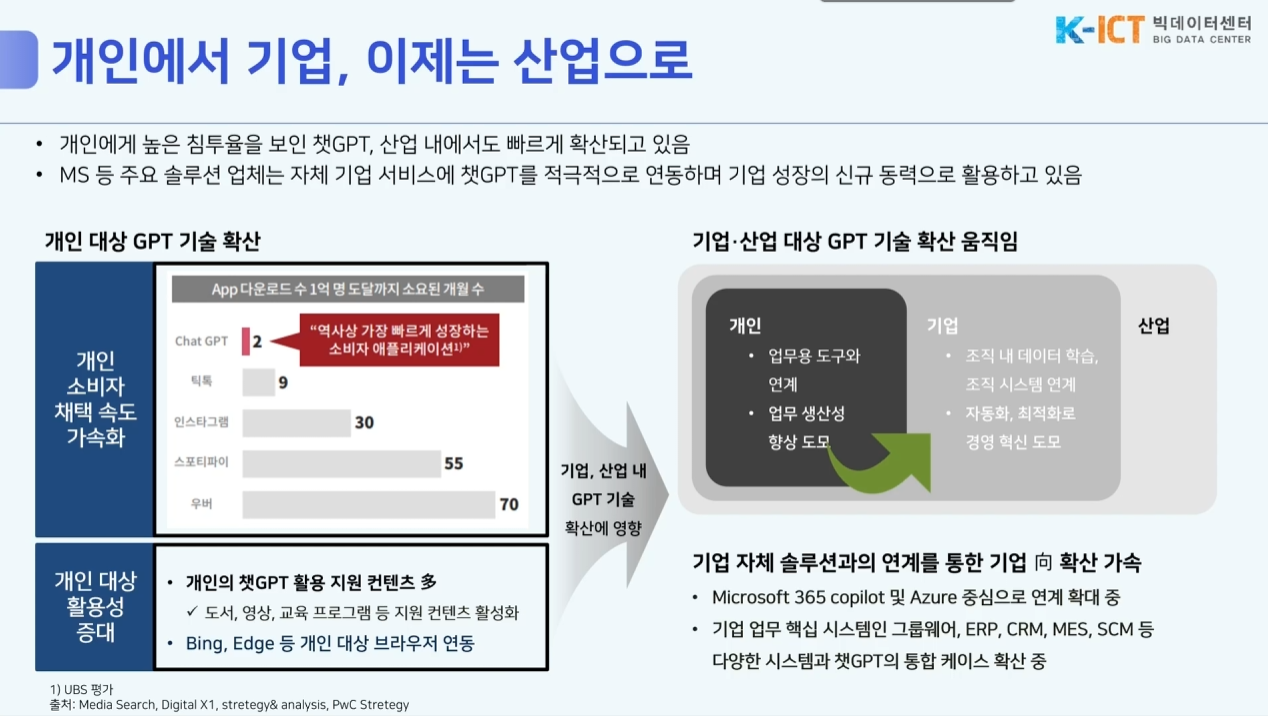 K-ICT 빅데이터센터
BIG DATA CENTER
개인에서 기업, 이제는 산업으로
• 개인에게 높은 침투율을 보인 챗GPT, 산업 내에서도 빠르게 확산되고 있음
• MS 등 주요 솔루션 업체는 자체 기업 서비스에 챗GPT를 적극적으로 연동하며 기업 성장의 신규 동력으로 활용하고 있음
개인 대상 GPT 기술 확산
개인
소비자
채택 속도
가속화
App 다운로드 수 1억 명 도달까지 소요된 개월 수
Chat GPT 2
“역사상 가장 빠르게 성장하는
소비자 애플리케이션1)”
틱톡 9
인스타그램 30
스포티파이 55
우버 70
개인 대상
활용성
증대
• 개인의 챗GPT 활용 지원 컨텐츠 多
✓ 도서, 영상, 교육 프로그램 등 지원 컨텐츠 활성화
• Bing, Edge 등 개인 대상 브라우저 연동
기업, 산업 내
GPT 기술
확산에 영향
기업·산업 대상 GPT 기술 확산 움직임
개인
• 업무용 도구와
연계
• 업무 생산성
향상 도모
기업
• 조직 내 데이터 학습,
조직 시스템 연계
• 자동화, 최적화로
경영 혁신 도모
산업
기업 자체 솔루션과의 연계를 통한 기업 向 확산 가속
• Microsoft 365 copilot 및 Azure 중심으로 연계 확대 중
• 기업 업무 핵심 시스템인 그룹웨어, ERP, CRM, MES, SCM 등
다양한 시스템과 챗GPT의 통합 케이스 확산 중
1) UBS 평가
출처: Media Search, Digital X1, stretegy& analysis, PwC Stretegy